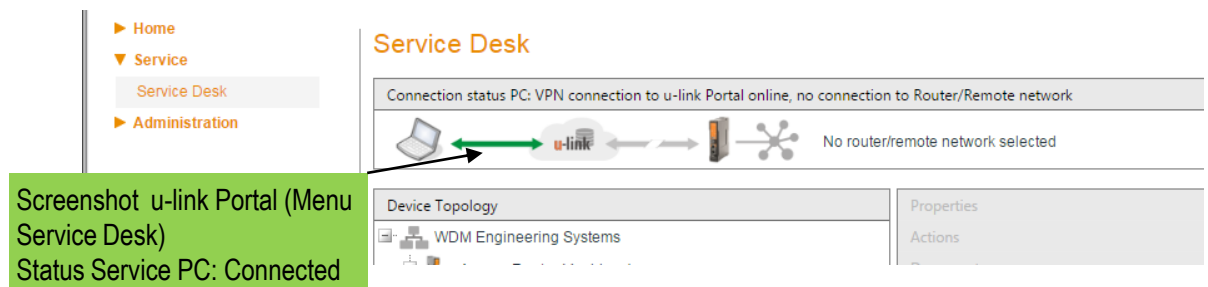 Home
Service
Service Desk
Administration
Service Desk
Connection status PC: VPN connection to u-link Portal online, no connection to Router/Remote network
u-link
No router/remote network selected
Screenshot u-link Portal (Menu
Service Desk)
Status Service PC: Connected
Device Topology
WDM Engineering Systems
Properties
Actions